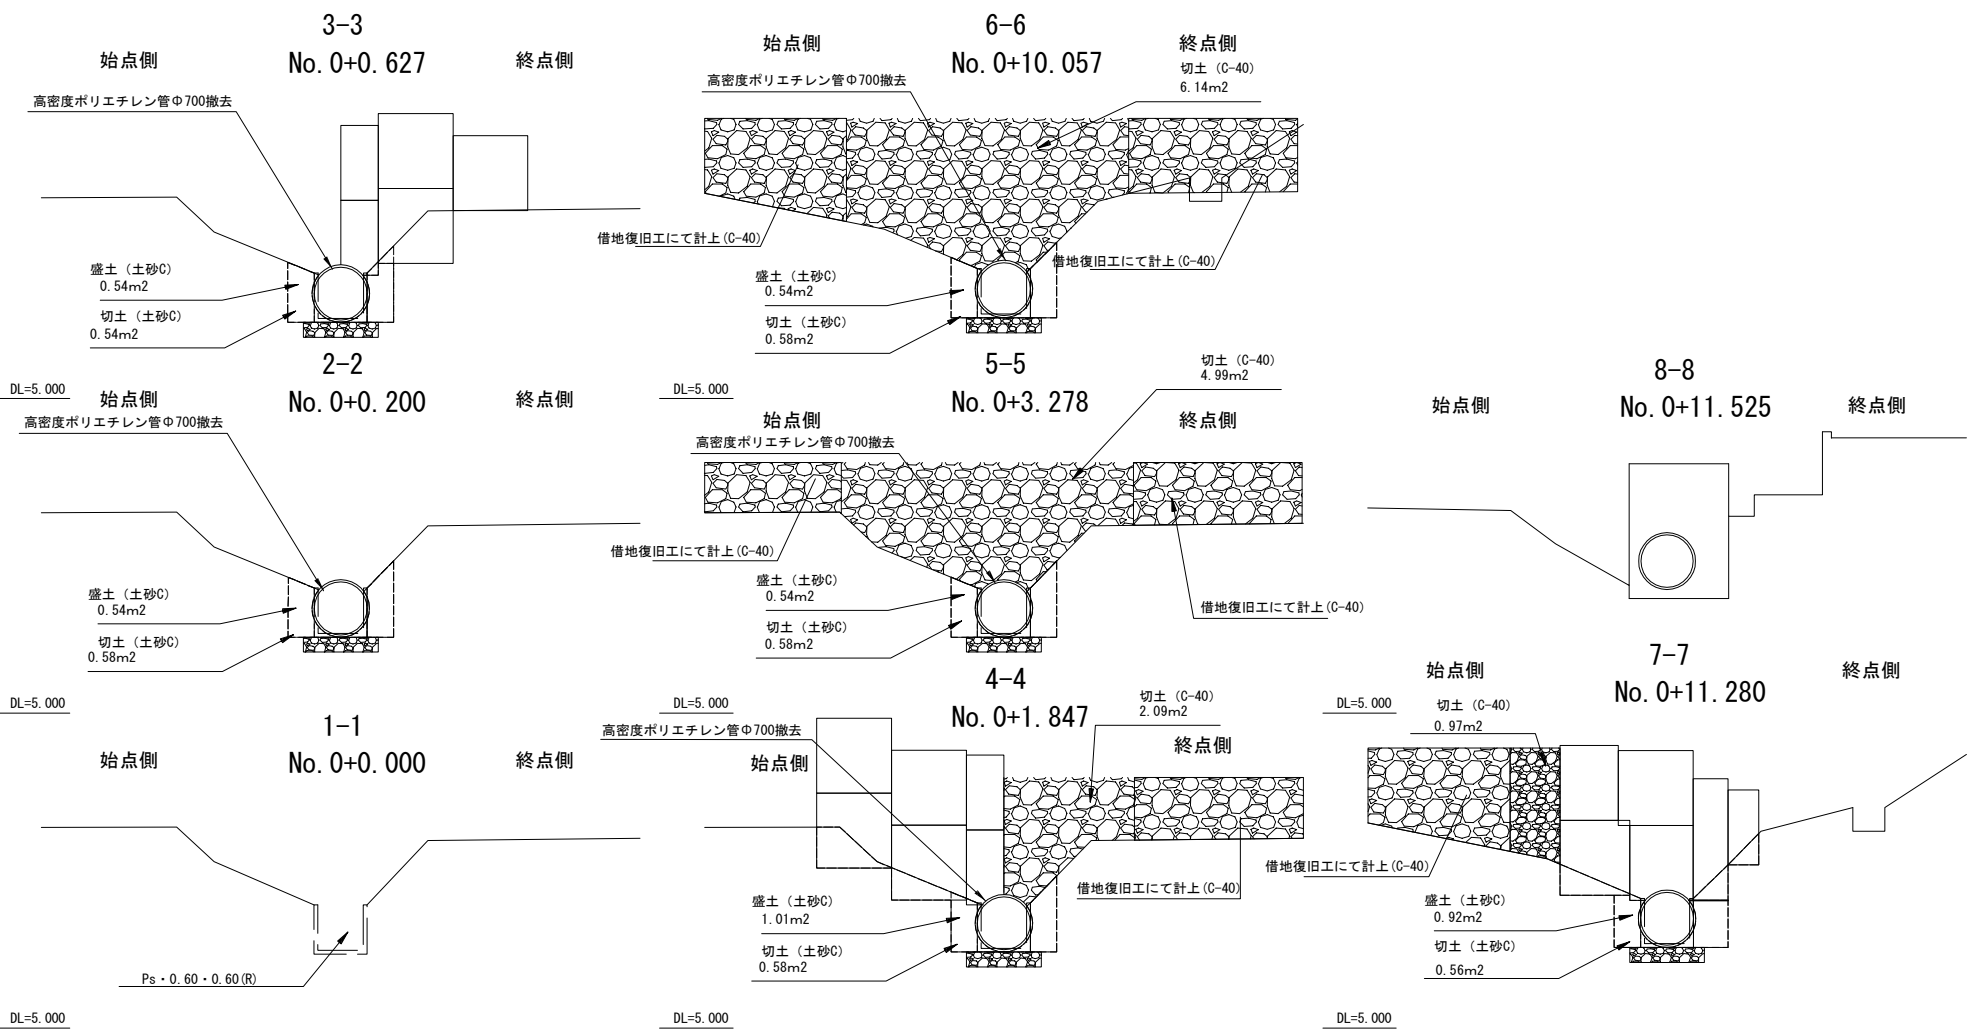 3-3
No.0+0.627
始点側
終点側
高密度ポリエチレン管Φ700撤去
盛土（土砂C）
0.54m2
切土（土砂C）
0.54m2
DL=5.000
2-2
No.0+0.200
始点側
終点側
高密度ポリエチレン管Φ700撤去
盛土（土砂C）
0.54m2
切土（土砂C）
0.58m2
DL=5.000
1-1
No.0+0.000
始点側
終点側
Ps・0.60・0.60(R)
DL=5.000
6-6
No.0+10.057
始点側
終点側
高密度ポリエチレン管Φ700撤去
切土（C-40）
6.14m2
借地復旧工にて計上(C-40)
借地復旧工にて計上(C-40)
盛土（土砂C）
0.54m2
切土（土砂C）
0.58m2
DL=5.000
5-5
No.0+3.278
始点側
終点側
切土（C-40）
4.99m2
高密度ポリエチレン管Φ700撤去
借地復旧工にて計上(C-40)
盛土（土砂C）
0.54m2
借地復旧工にて計上(C-40)
切土（土砂C）
0.58m2
DL=5.000
4-4
No.0+1.847
始点側
終点側
切土（C-40）
2.09m2
高密度ポリエチレン管Φ700撤去
借地復旧工にて計上(C-40)
盛土（土砂C）
1.01m2
切土（土砂C）
0.58m2
DL=5.000
8-8
No.0+11.525
始点側
終点側
DL=5.000
7-7
No.0+11.280
始点側
終点側
切土（C-40）
0.97m2
借地復旧工にて計上(C-40)
盛土（土砂C）
0.92m2
切土（土砂C）
0.56m2
DL=5.000